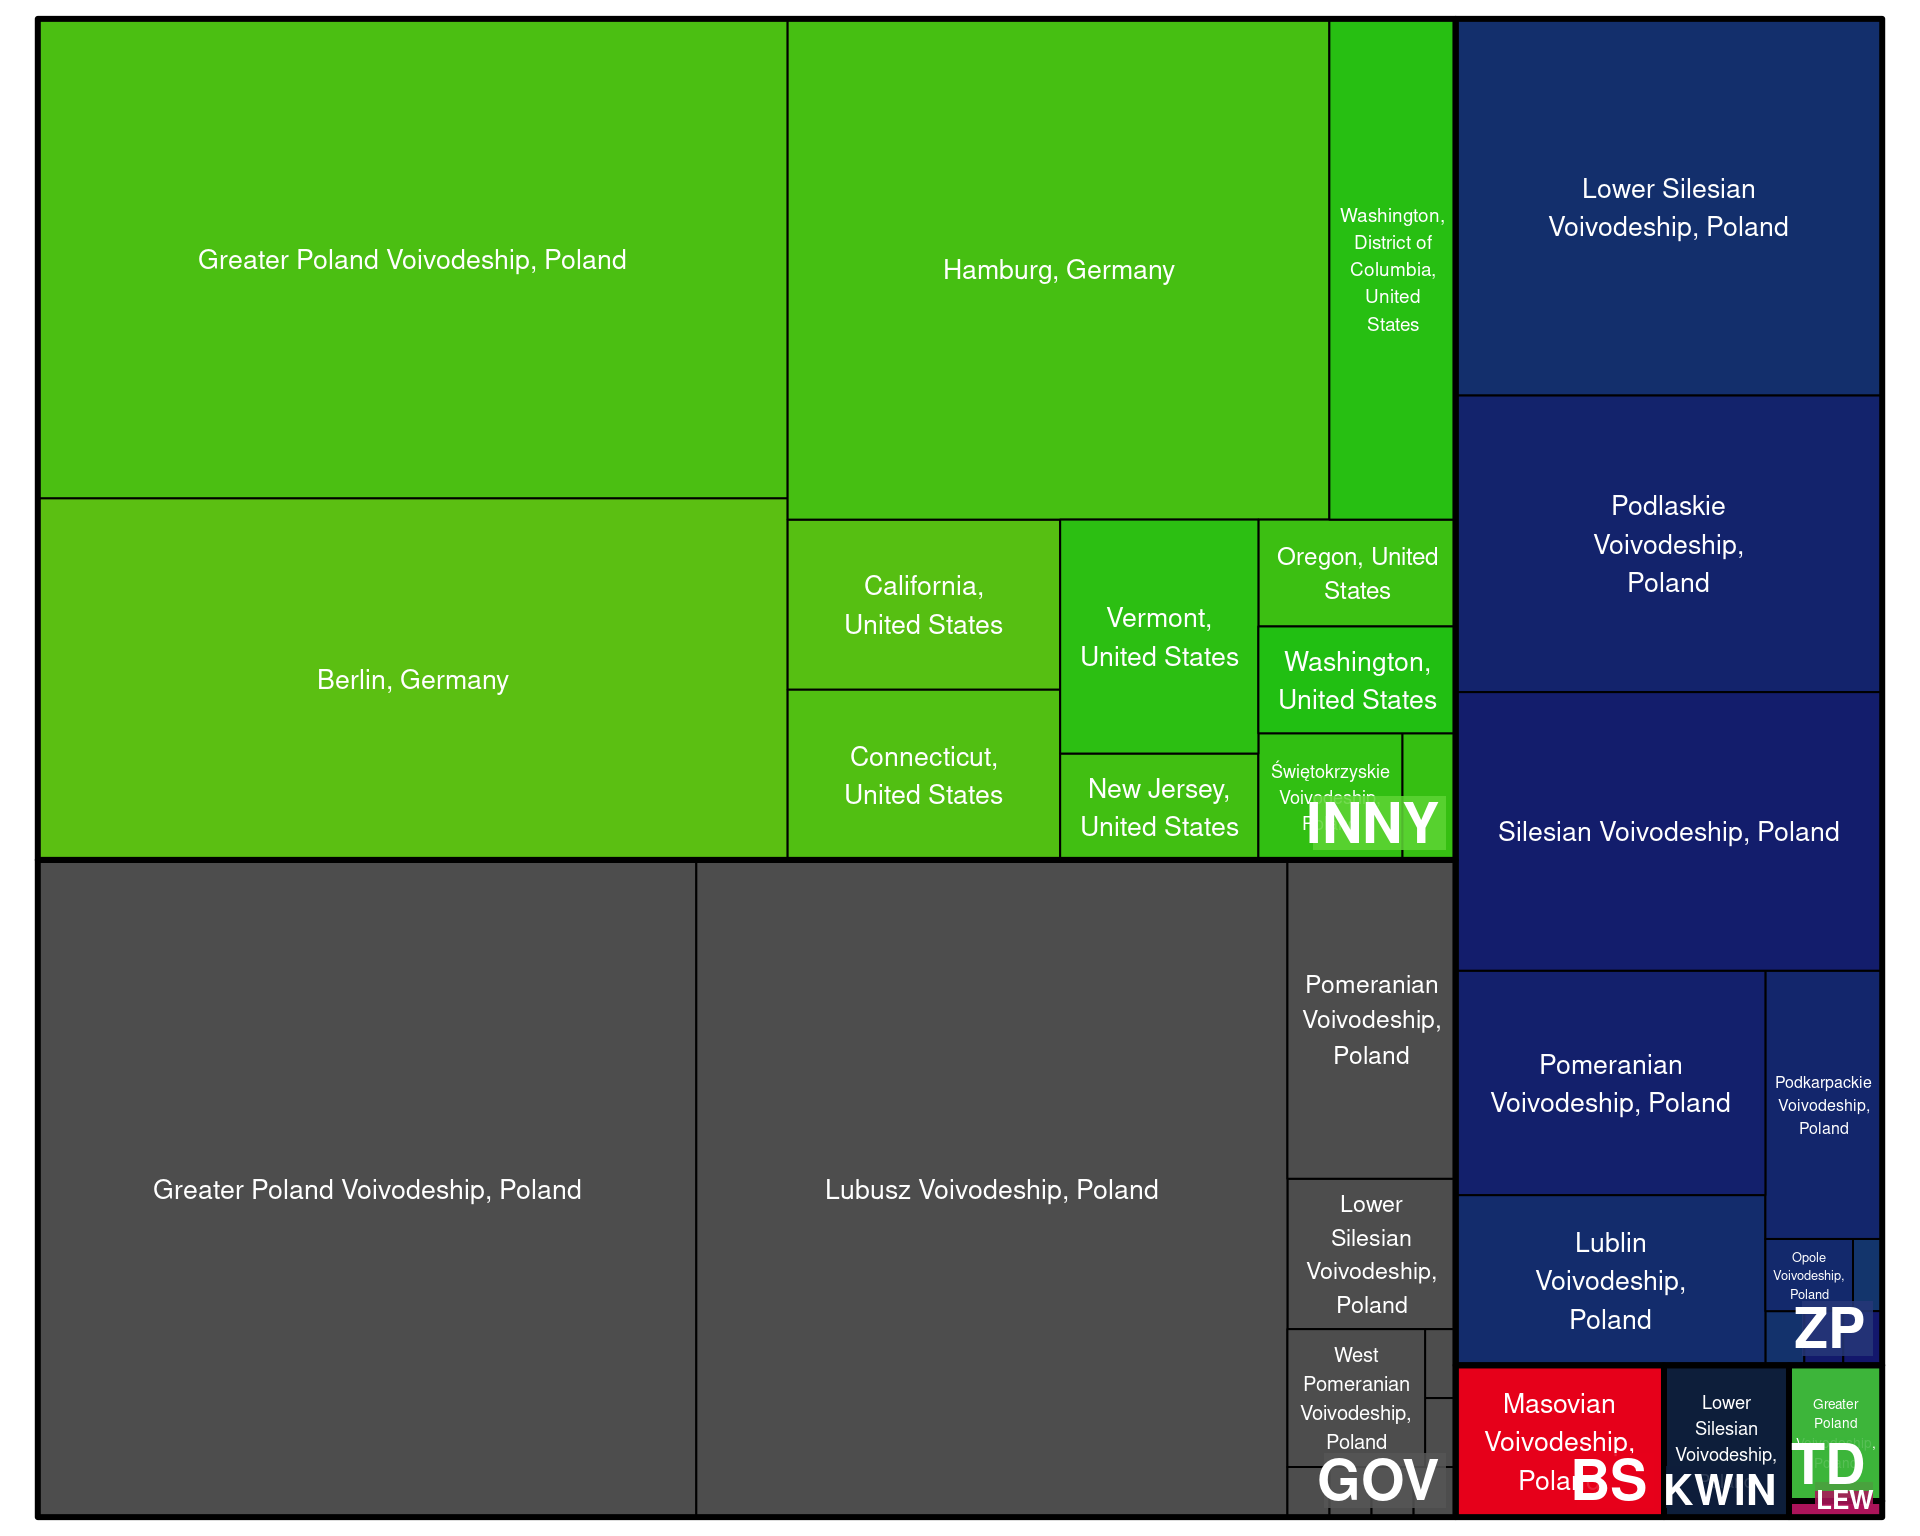 Greater Poland Voivodeship, Poland
Hamburg, Germany
Washington,
District of
Columbia,
United
States
Berlin, Germany
California,
United States
Connecticut,
United States
Vermont,
United States
New Jersey,
United States
Oregon, United
States
Washington,
United States
Świętokrzyskie
Voivodeship,
INNY
Greater Poland Voivodeship, Poland
Lubusz Voivodeship, Poland
Pomeranian
Voivodeship,
Poland
Lower
Silesian
Voivodeship,
Poland
West
Pomeranian
Voivodeship,
Poland
GOV
Lower Silesian
Voivodeship, Poland
Podlaskie
Voivodeship,
Poland
Silesian Voivodeship, Poland
Pomeranian
Voivodeship, Poland
Podkarpackie
Voivodeship,
Poland
Lublin
Voivodeship,
Poland
Opole
Voivodeship,
Poland
ZP
Masovian
Voivodeship,
Poland
BS
Lower
Silesian
Voivodeship,
KWIN
Greater
Poland
TD
LEW